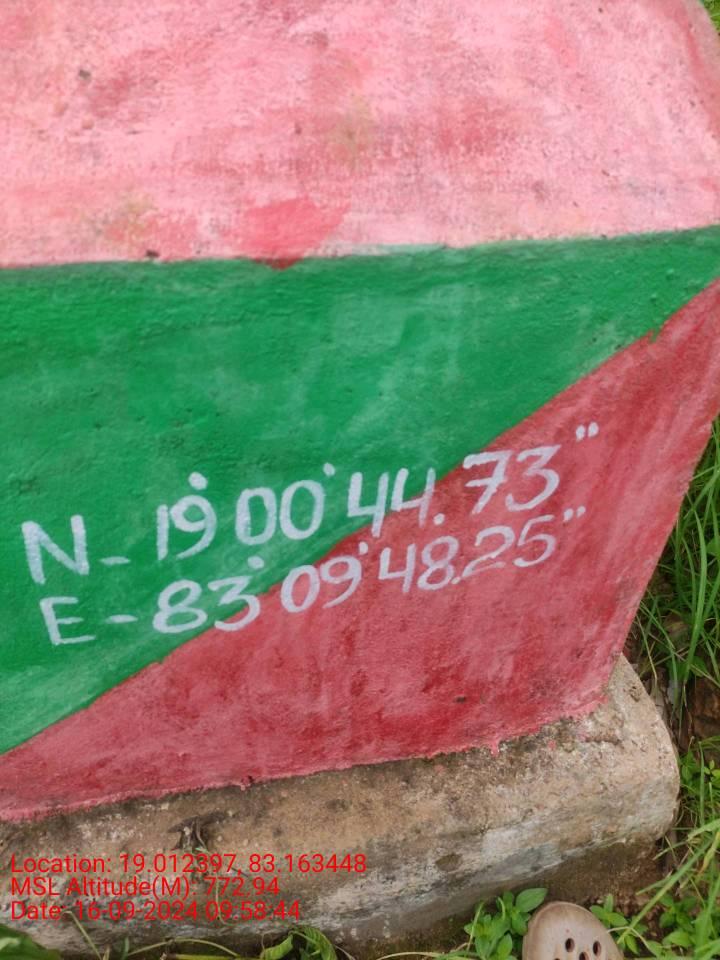 N-19°00'44.73"
E-83°09'48.25"
Location: 19.012397, 83.163448
MSL Altitude(M): 772.94
Date: 16-09-2024 09:58:44